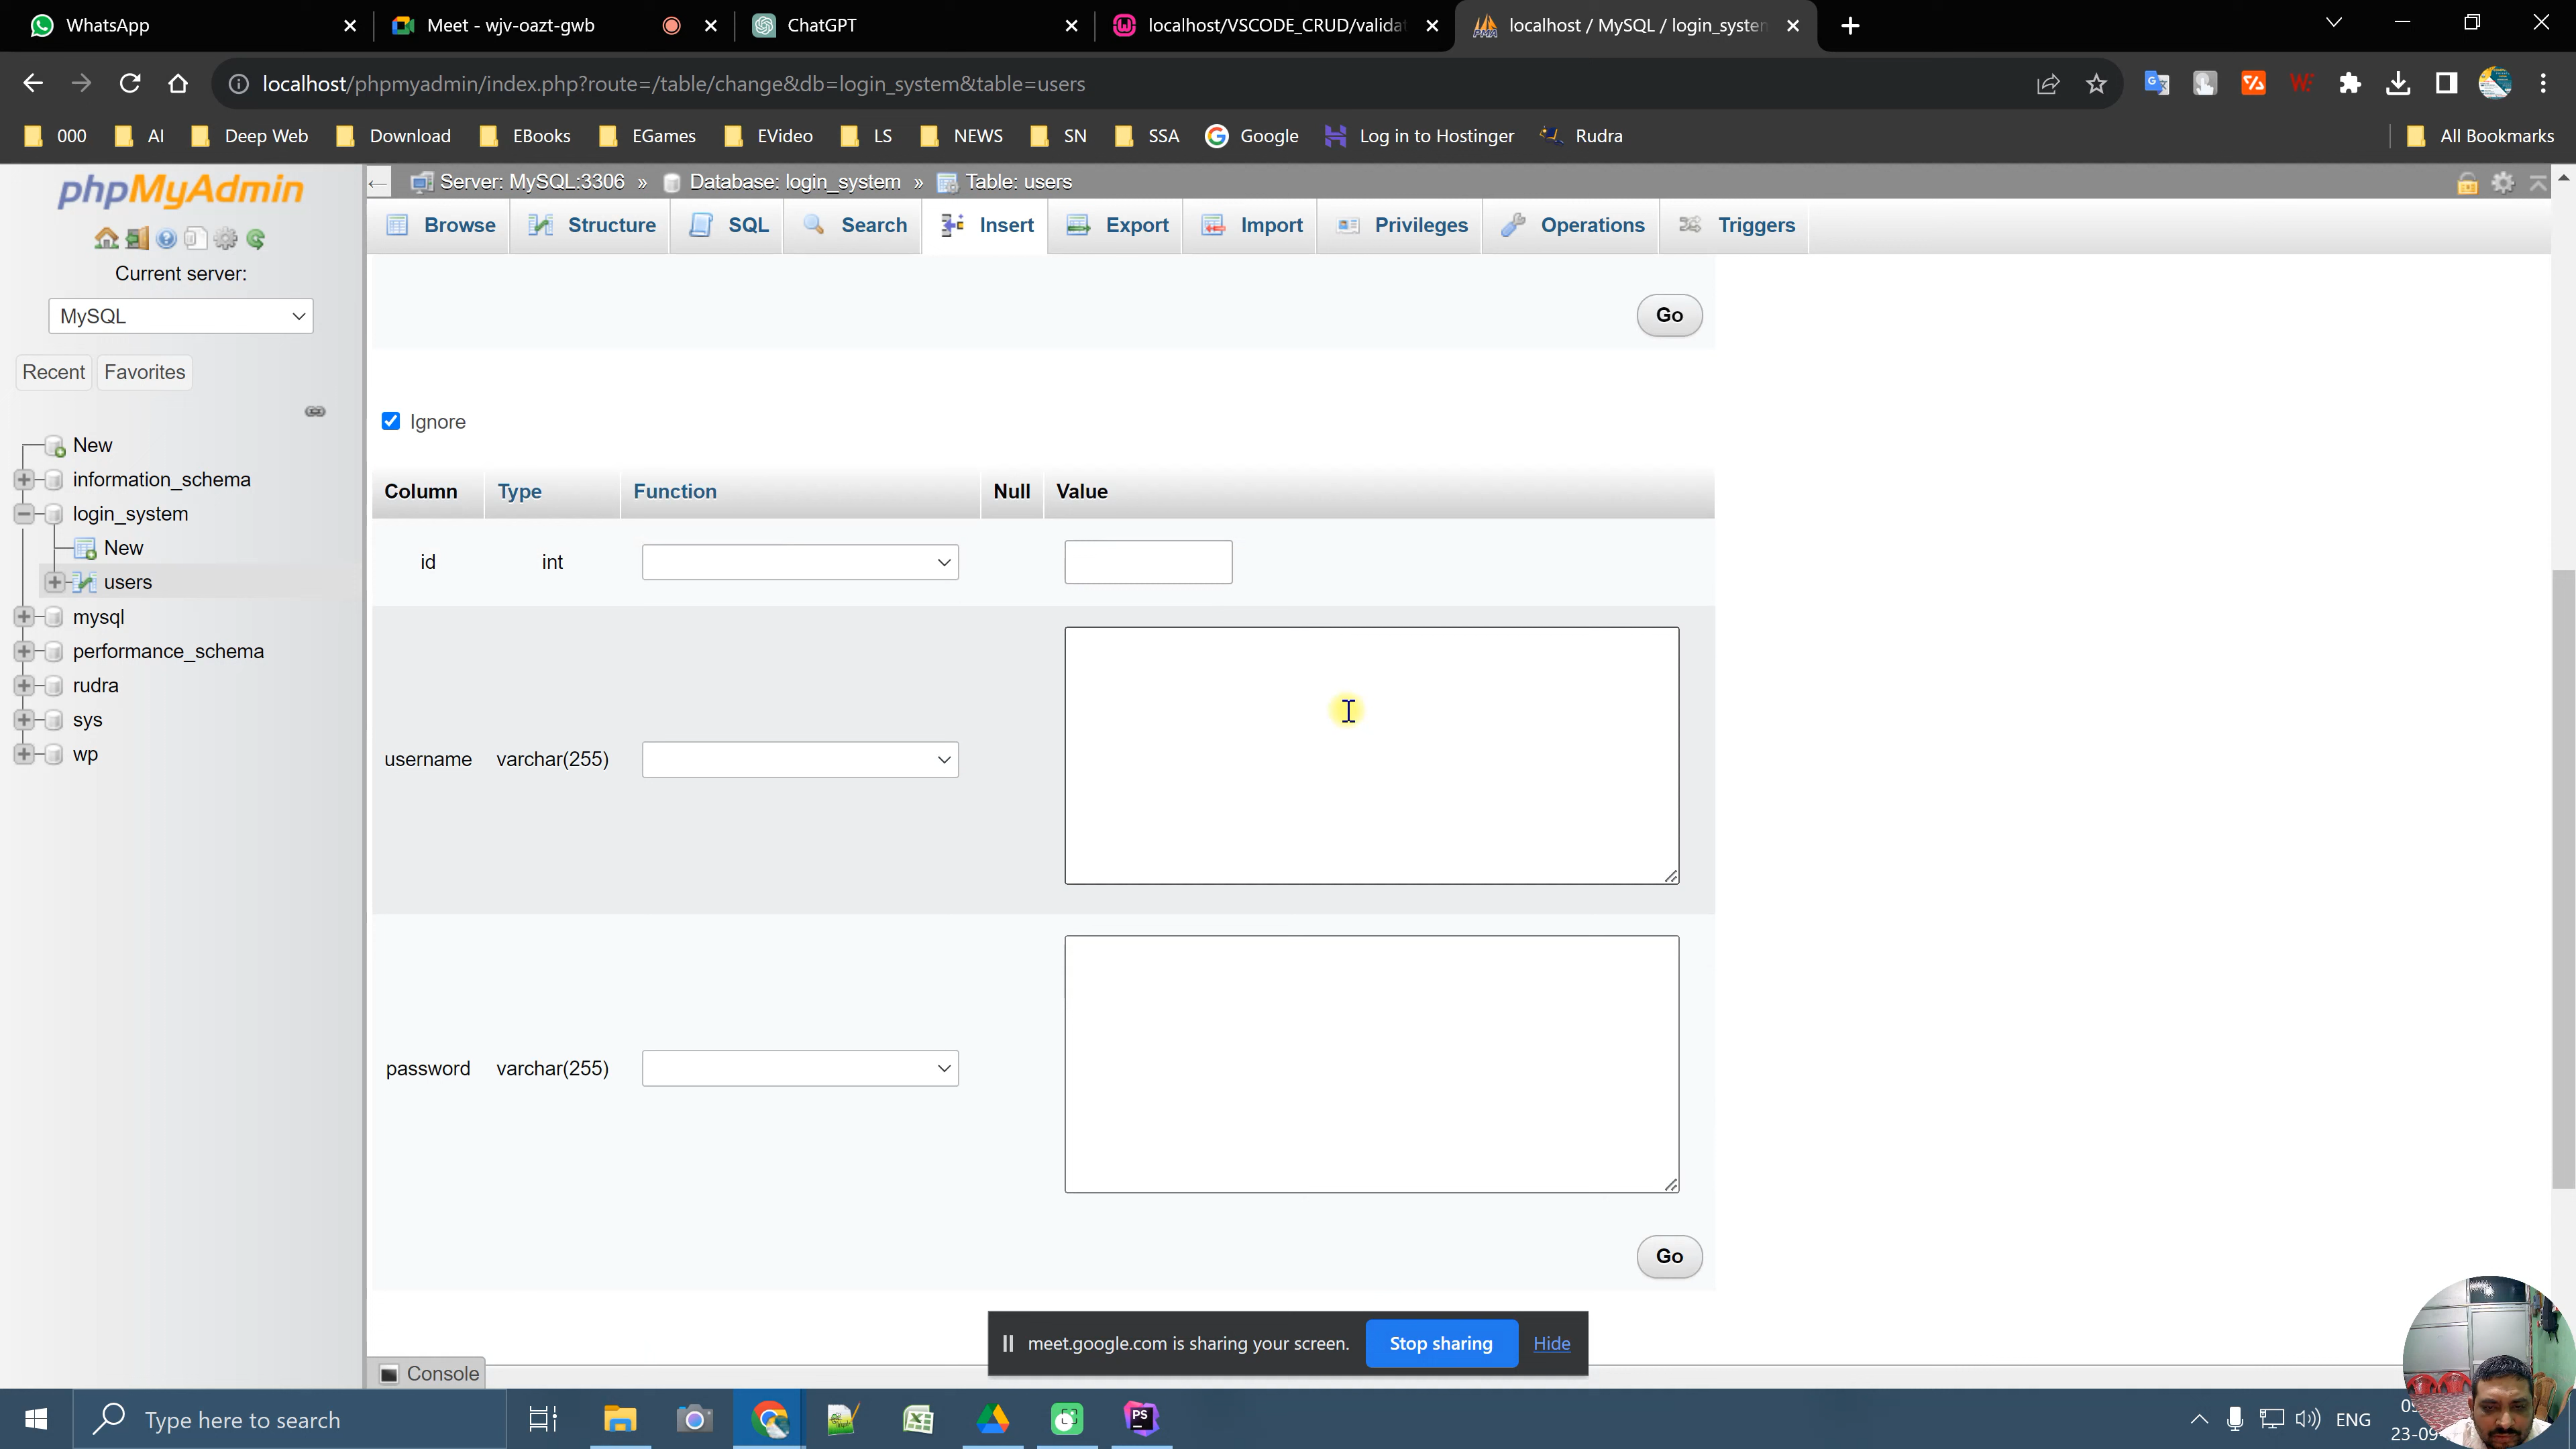 WhatsApp
Meet - wjv-oazt-gwb
ChatGPT
localhost/VSCODE_CRUD/validat
localhost / MySQL / login_system
localhost/phpmyadmin/index.php?route=/table/change&db=login_system&table=users
000
AI
Deep Web
Download
EBooks
EGames
EVideo
LS
NEWS
SN
SSA
Google
Log in to Hostinger
Rudra
All Bookmarks
phpMyAdmin
Current server:
MySQL
Recent
Favorites
New
information_schema
login_system
New
users
mysql
performance_schema
rudra
sys
wp
Server: MySQL:3306 » Database: login_system » Table: users
Browse
Structure
SQL
Search
Insert
Export
Import
Privileges
Operations
Triggers
Go
Ignore
Column Type Function Null Value
id int
username varchar(255)
password varchar(255)
Go
meet.google.com is sharing your screen. Stop sharing Hide
Console
Type here to search
PS
ENG
23-09